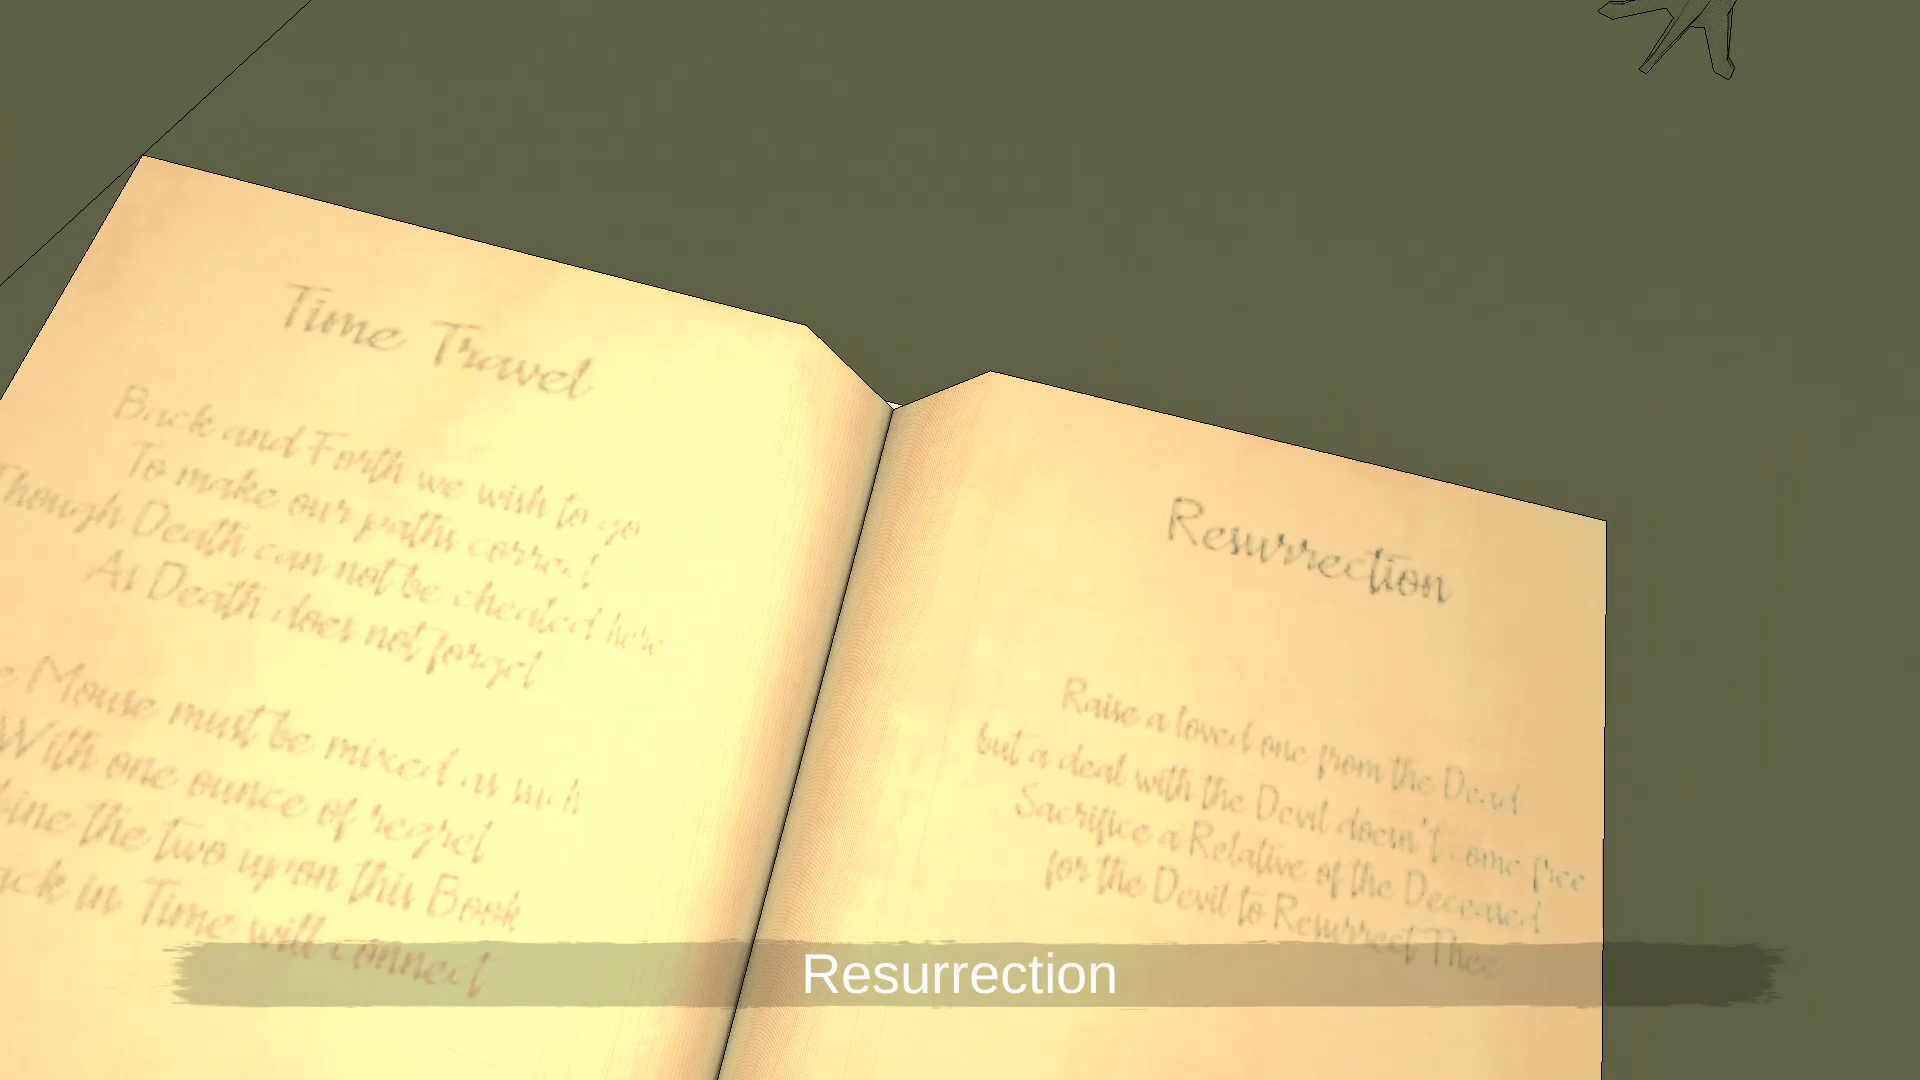 Time Travel
Back and Forth we wish to go
To make our paths correct
Though Death can not be cheated here
As Death does not forget
Mouse must be mixed as such
With one ounce of regret
the two upon this Book
in Time will connect
Resurrection
Raise a loved one from the Dead
but a deal with the Devil doesn't come free
Sacrifice a Relative of the Deceased
for the Devil to Resurrect Thee
Resurrection